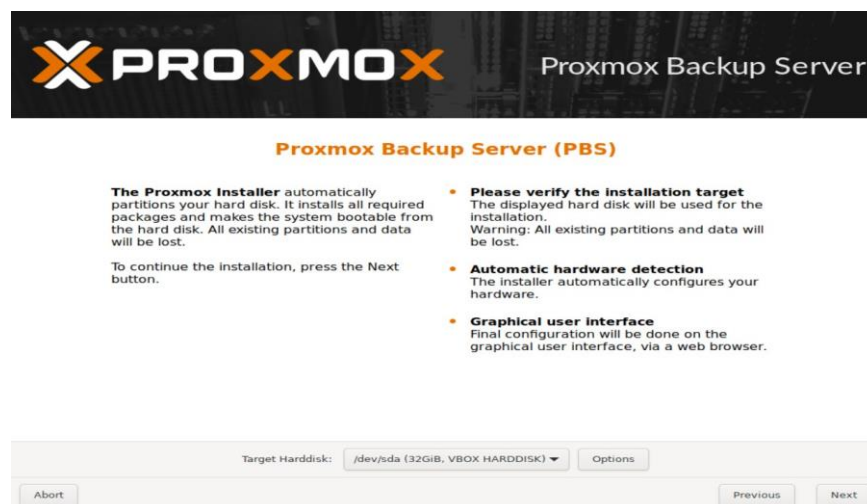 PROXMOX
Proxmox Backup Server
Proxmox Backup Server (PBS)
The Proxmox Installer automatically
partitions your hard disk. It installs all required
packages and makes the system bootable from
the hard disk. All existing partitions and data
will be lost.
To continue the installation, press the Next
button.
• Please verify the installation target
The displayed hard disk will be used for the
installation.
Warning: All existing partitions and data will
be lost.
• Automatic hardware detection
The installer automatically configures your
hardware.
• Graphical user interface
Final configuration will be done on the
graphical user interface, via a web browser.
Target Harddisk: /dev/sda (32GiB, VBOX HARDDISK) Options
Abort Previous Next